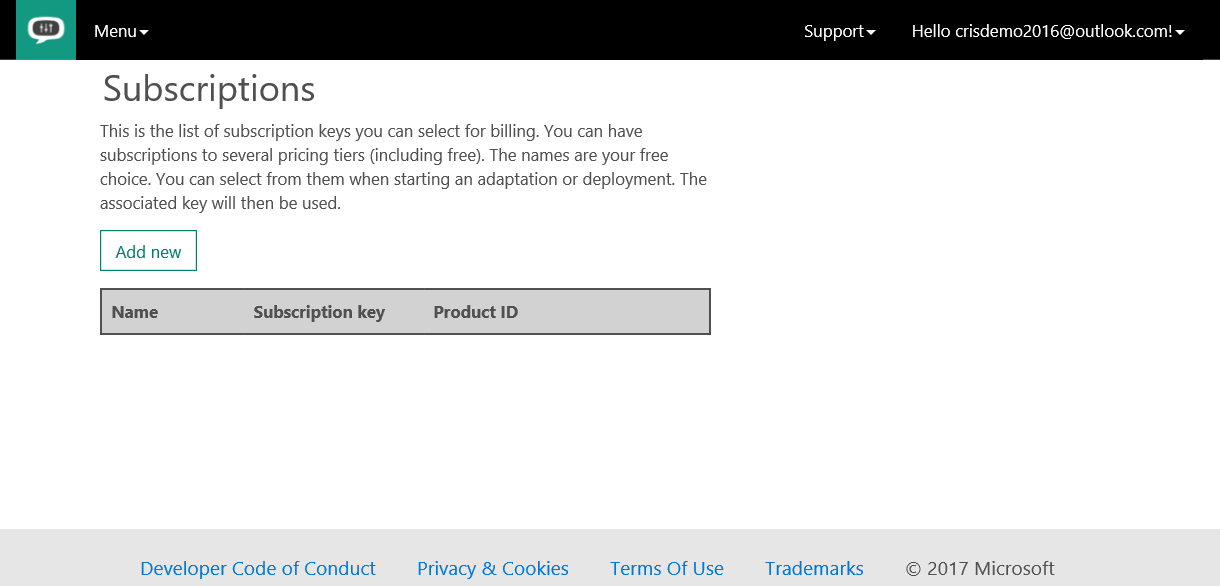 Menu Support Hello crisdemo2016@outlook.com!
Subscriptions
This is the list of subscription keys you can select for billing. You can have
subscriptions to several pricing tiers (including free). The names are your free
choice. You can select from them when starting an adaptation or deployment. The
associated key will then be used.
Add new
Name Subscription key Product ID
Developer Code of Conduct Privacy & Cookies Terms Of Use Trademarks © 2017 Microsoft